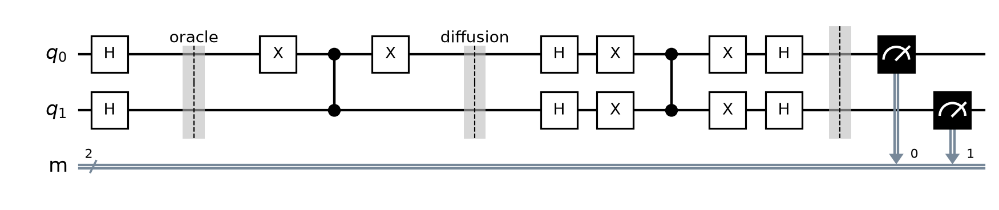 oracle diffusion
q0 H X X H X X H
q1 H H X X H
m 2 0 1